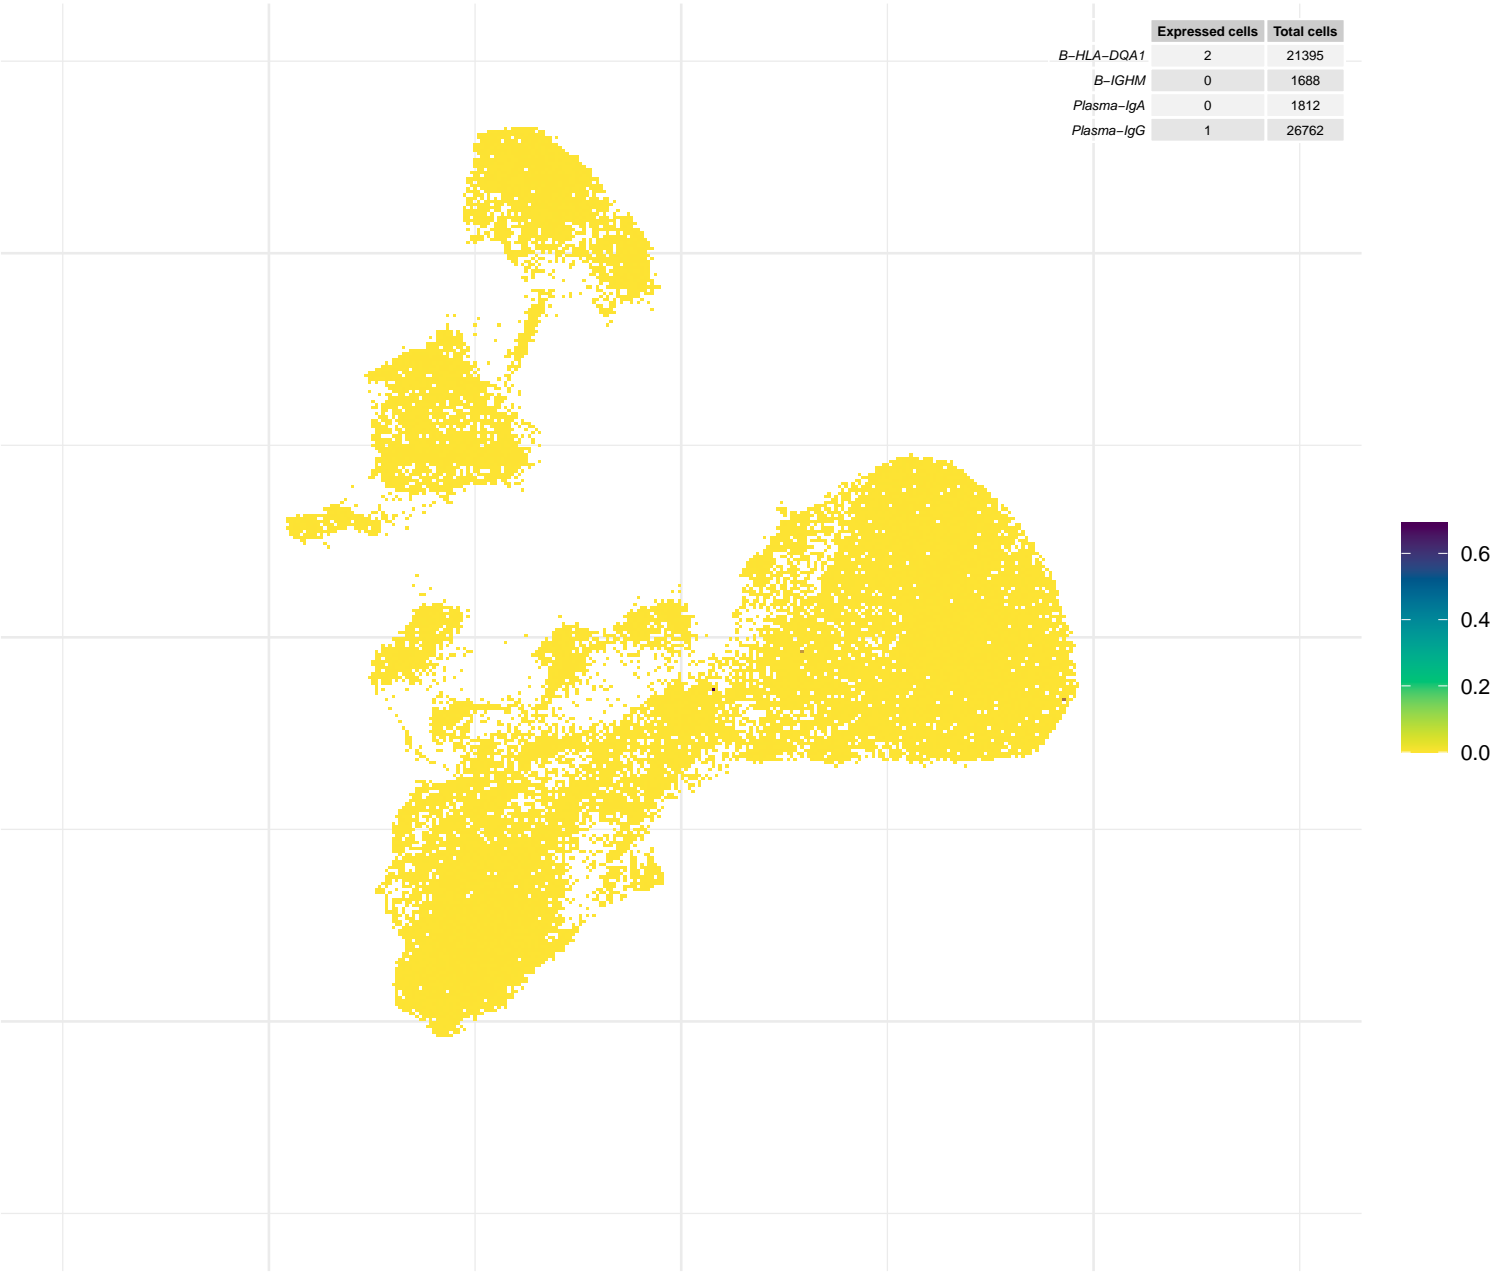 Expressed cells Total cells
B−HLA−DQA1 2 21395
B−IGHM 0 1688
Plasma−IgA 0 1812
Plasma−IgG 1 26762
0.6
0.4
0.2
0.0